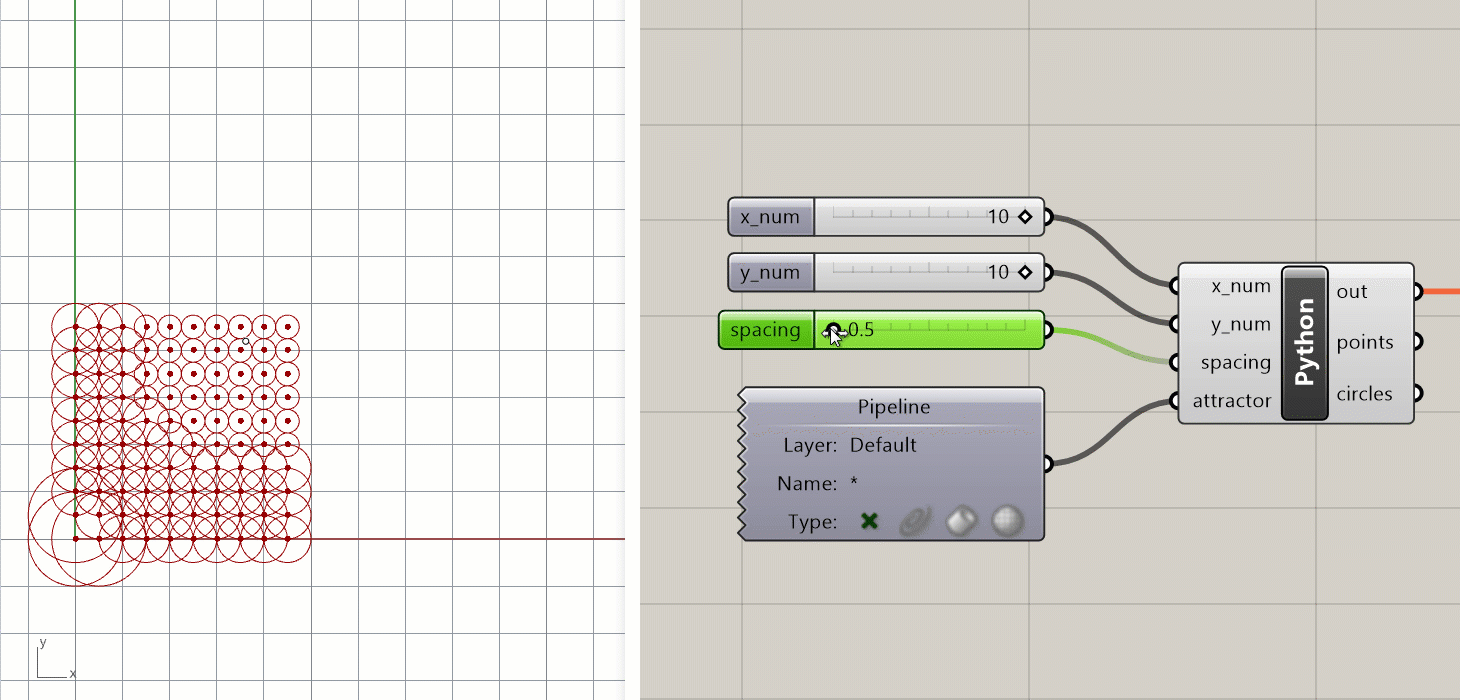 y
x
x_num 10
y_num 10
spacing 0.5
Pipeline
Layer: Default
Name: *
Type:
x_num
y_num
spacing
attractor
Python
out
points
circles